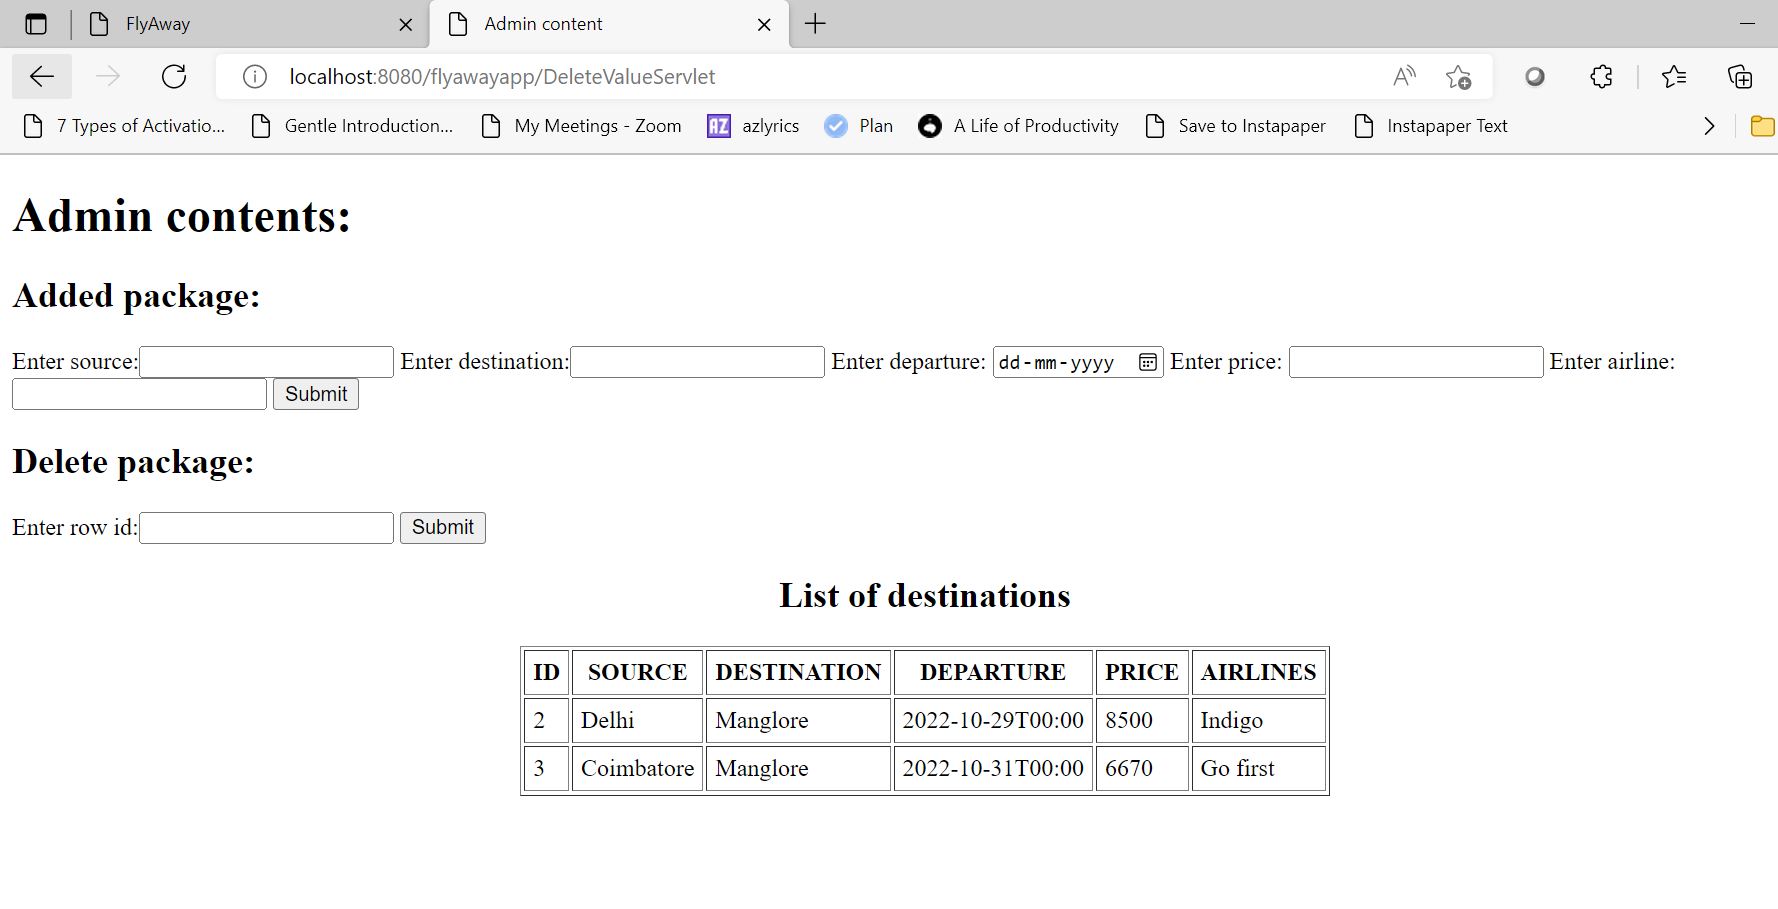 FlyAway
Admin content
localhost:8080/flyawayapp/DeleteValueServlet
7 Types of Activatio... Gentle Introduction... My Meetings - Zoom AZ azlyrics Plan A Life of Productivity Save to Instapaper Instapaper Text
Admin contents:
Added package:
Enter source: Enter destination: Enter departure: dd-mm-yyyy Enter price: Enter airline:
Submit
Delete package:
Enter row id: Submit
List of destinations
ID SOURCE DESTINATION DEPARTURE PRICE AIRLINES
2 Delhi Manglore 2022-10-29T00:00 8500 Indigo
3 Coimbatore Manglore 2022-10-31T00:00 6670 Go first